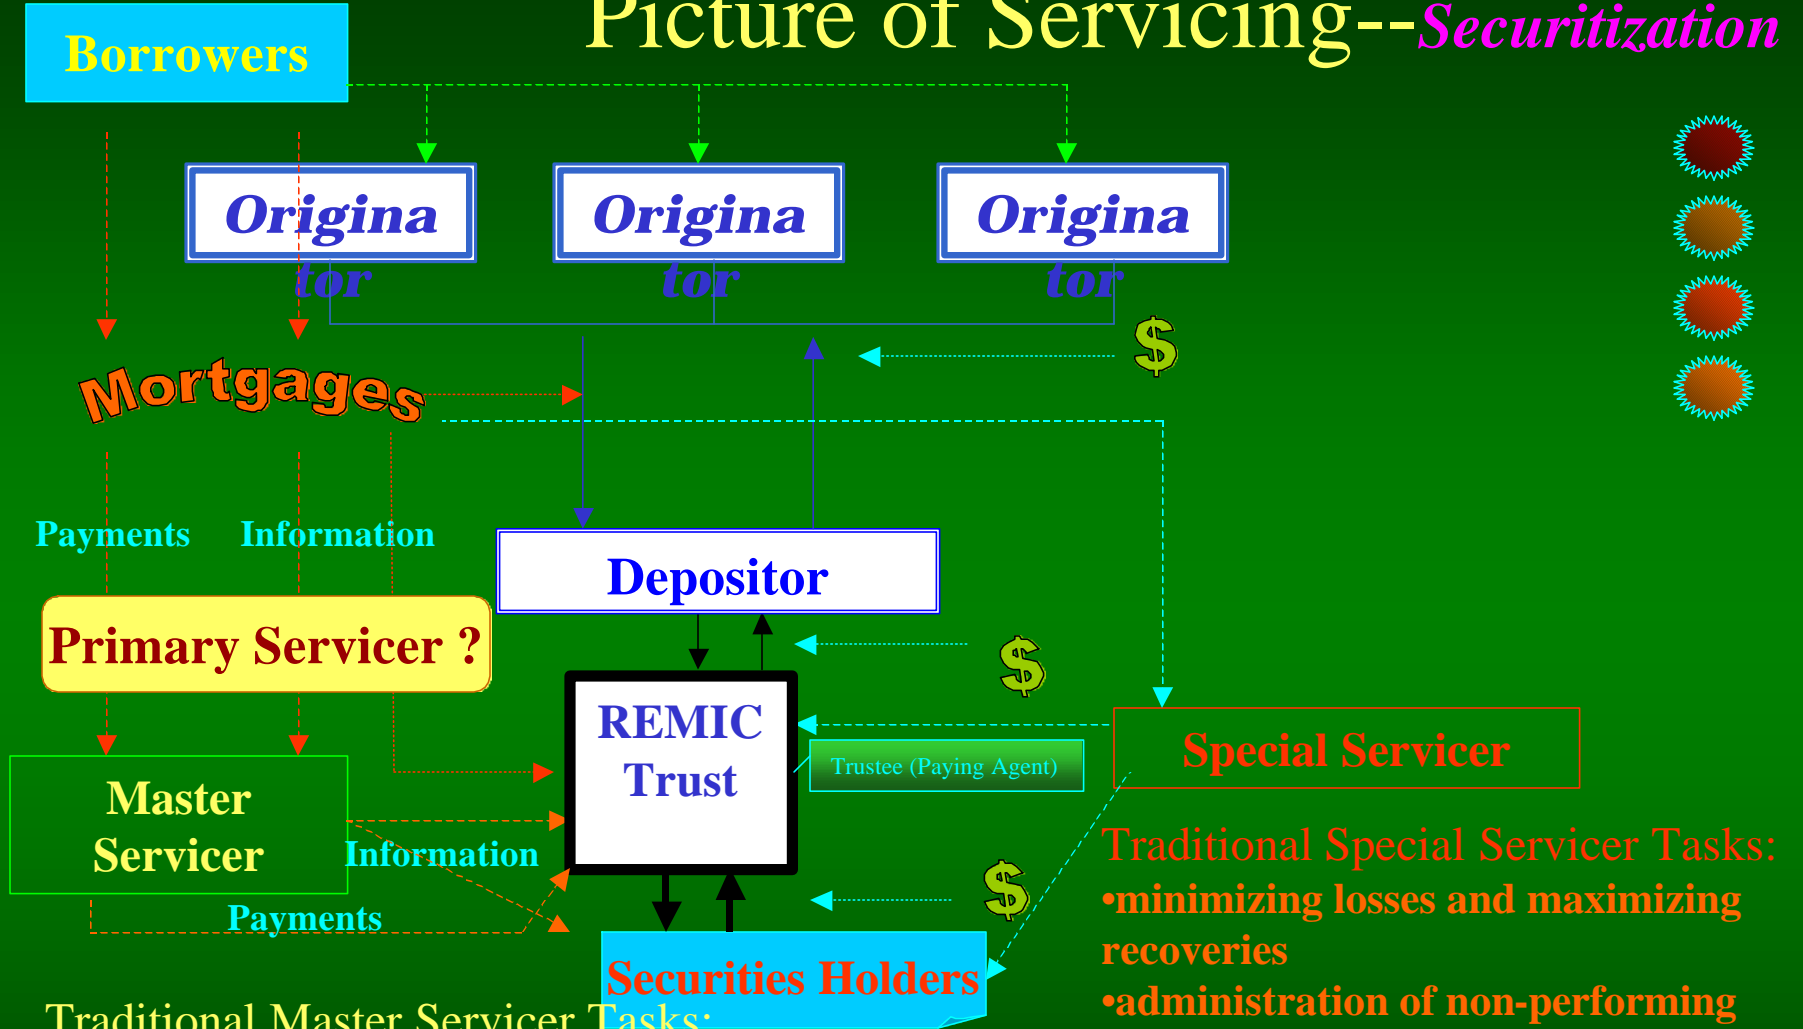 Picture of Servicing--Securitization
Borrowers
Origina
tor
Origina
tor
Origina
tor
$
Mortgages
Payments
Information
Depositor
Primary Servicer ?
$
REMIC
Trust
Trustee (Paying Agent)
Special Servicer
Master
Servicer
Information
Payments
$
Securities Holders
Traditional Special Servicer Tasks:
•minimizing losses and maximizing
recoveries
•administration of non-performing
Traditional Master Servicer Tasks: